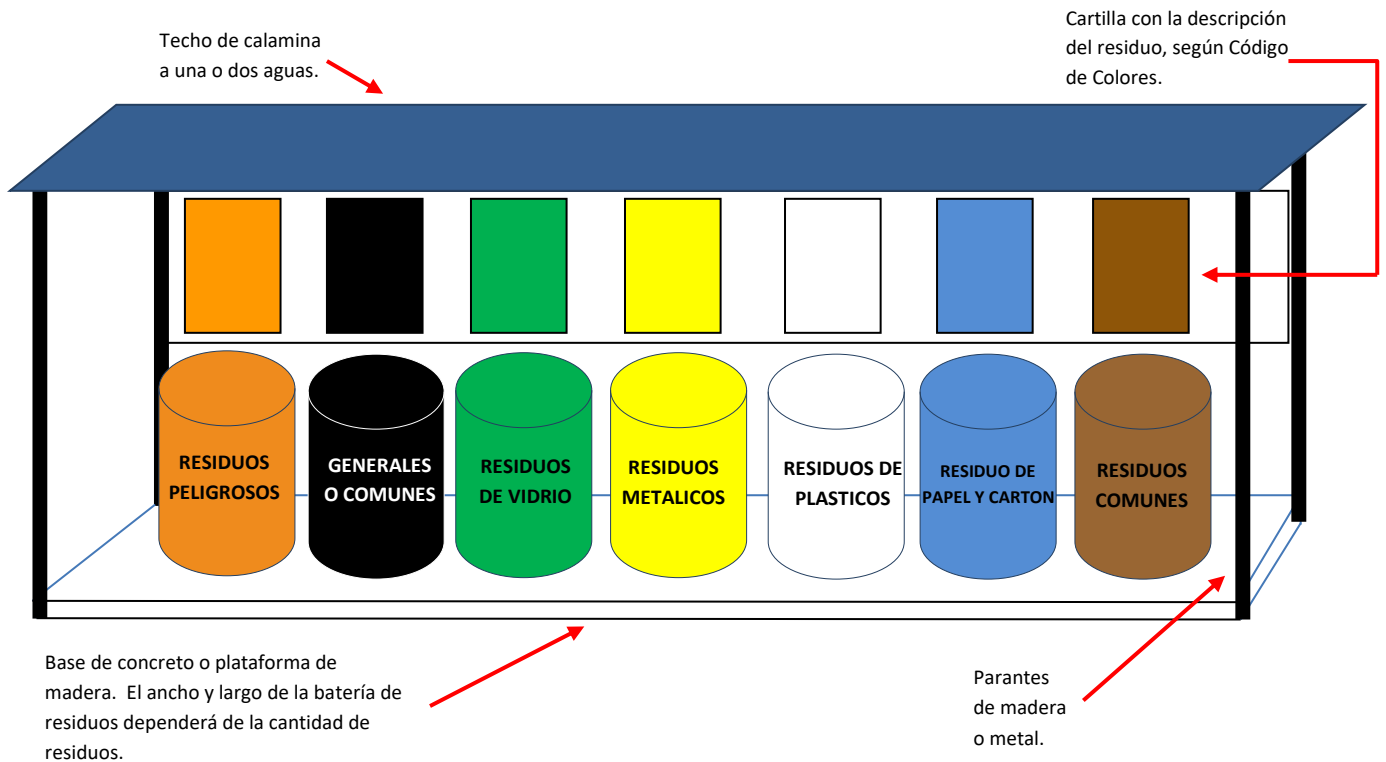 Techo de calamina
a una o dos aguas.
Cartilla con la descripción
del residuo, según Código
de Colores.
RESIDUOS
PELIGROSOS
GENERALES
O COMUNES
RESIDUOS
DE VIDRIO
RESIDUOS
METALICOS
RESIDUOS DE
PLASTICOS
RESIDUO DE
PAPEL Y CARTON
RESIDUOS
COMUNES
Base de concreto o plataforma de
madera. El ancho y largo de la batería de
residuos dependerá de la cantidad de
residuos.
Parantes
de madera
o metal.